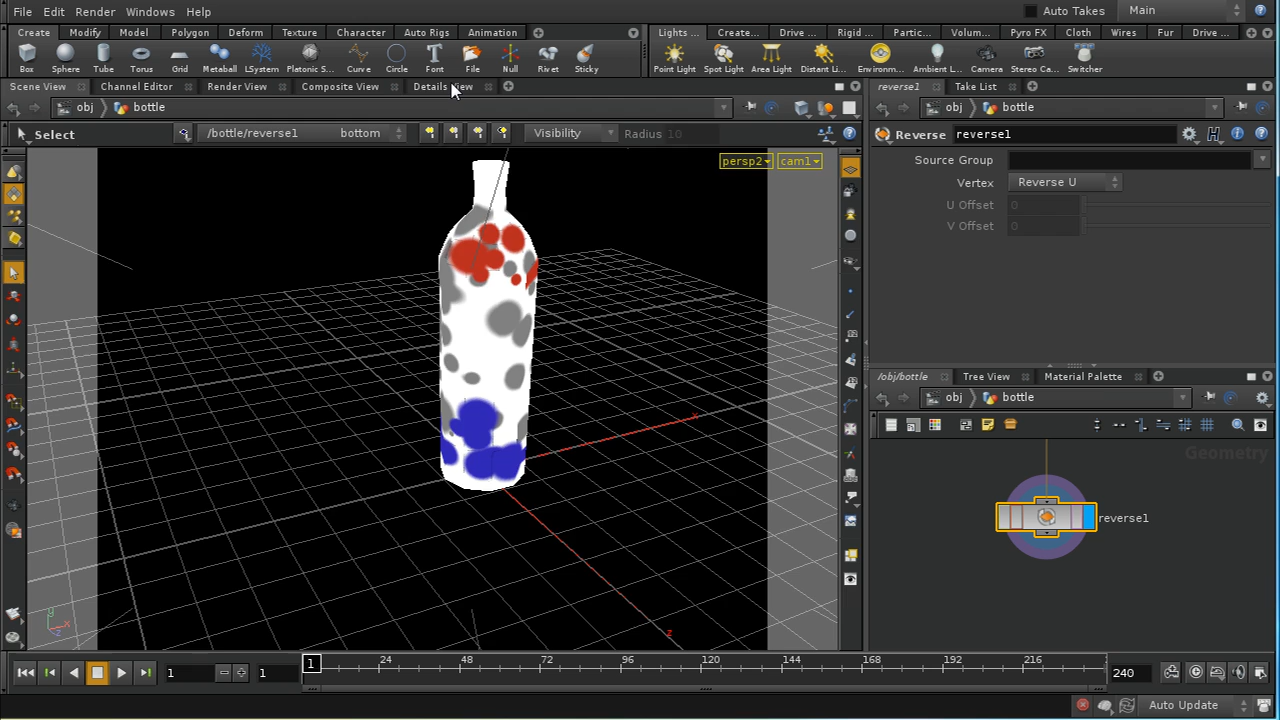 File Edit Render Windows Help Auto Takes Main
Create Modify Model Polygon Deform Texture Character Auto Rigs Animation Lights ... Create... Drive ... Rigid ... Partic... Volum... Pyro FX Cloth Wires Fur Drive ...
Box Sphere Tube Torus Grid Metaball LSystem Platonic S... Curve Circle Font File Null Rivet Sticky Point Light Spot Light Area Light Distant Li... Environm... Ambient L... Camera Stereo Ca... Switcher
Scene View Channel Editor Render View Composite View Details View reverse1 Take List
obj bottle obj bottle
Select /bottle/reverse1 bottom Visibility Radius 10 Reverse reverse1
persp2 cam1 Source Group
Vertex Reverse U
U Offset 0
V Offset 0
/obj/bottle Tree View Material Palette
obj bottle
x
Geometry
reverse1
y x z
z
1 1 1 24 48 72 96 120 144 168 192 216 240
Auto Update